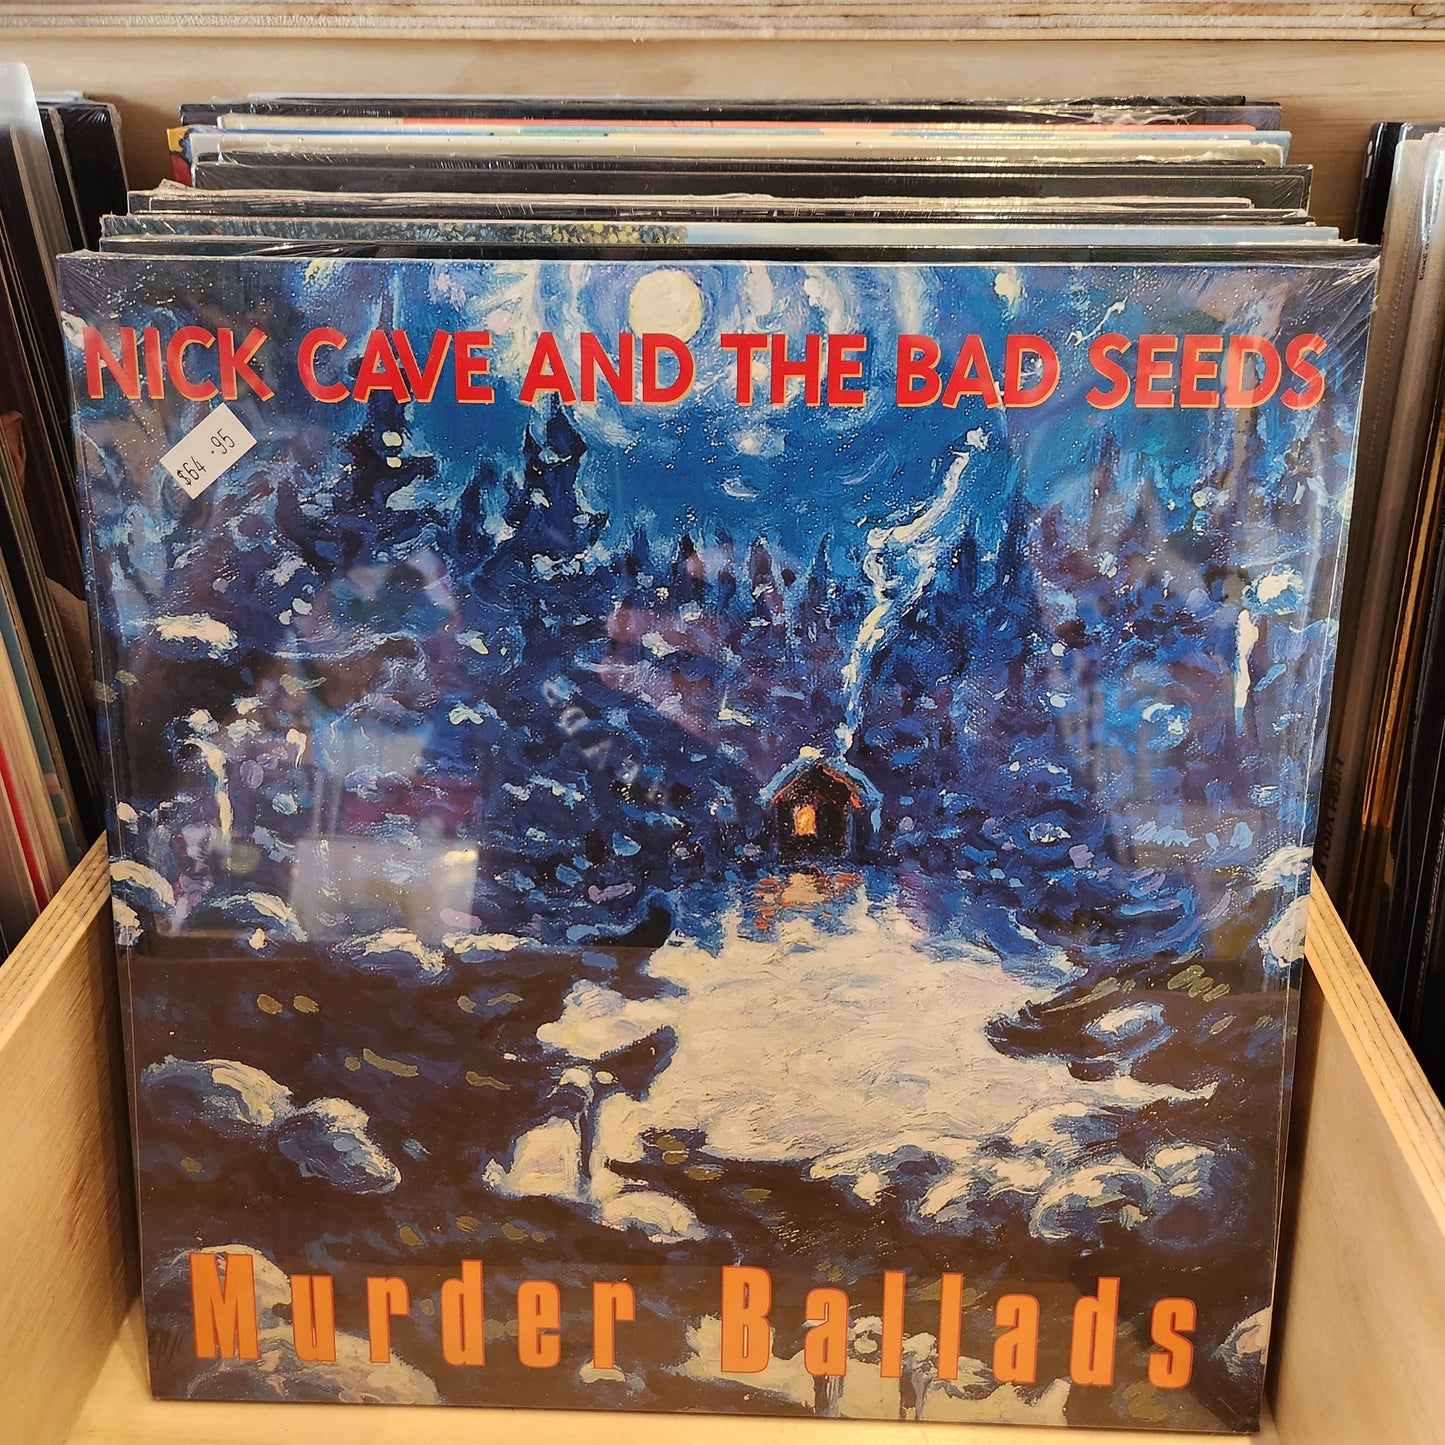 NICK CAVE AND THE BAD SEEDS
$64.95
Murder Ballads